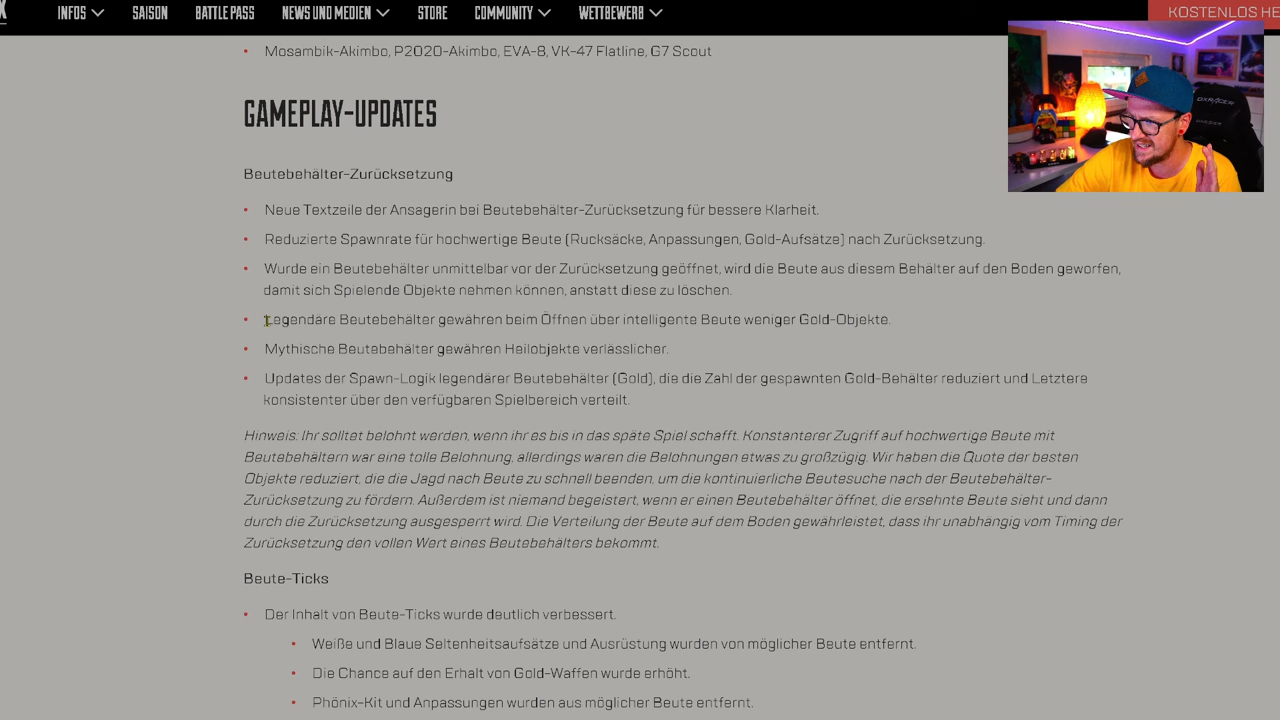 INFOS
SAISON
BATTLE PASS
NEWS UND MEDIEN
STORE
COMMUNITY
WETTBEWERB
KOSTENLOS HE
• Mosambik-Akimbo, P2020-Akimbo, EVA-8, VK-47 Flatline, G7 Scout
GAMEPLAY-UPDATES
Beutebehälter-Zurücksetzung
• Neue Textzeile der Ansagerin bei Beutebehälter-Zurücksetzung für bessere Klarheit.
• Reduzierte Spawnrate für hochwertige Beute (Rucksäcke, Anpassungen, Gold-Aufsätze) nach Zurücksetzung.
• Wurde ein Beutebehälter unmittelbar vor der Zurücksetzung geöffnet, wird die Beute aus diesem Behälter auf den Boden geworfen,
damit sich Spielende Objekte nehmen können, anstatt diese zu löschen.
• Legendäre Beutebehälter gewähren beim Öffnen über intelligente Beute weniger Gold-Objekte.
• Mythische Beutebehälter gewähren Heilobjekte verlässlicher.
• Updates der Spawn-Logik legendärer Beutebehälter (Gold), die die Zahl der gespawnten Gold-Behälter reduziert und Letztere
konsistenter über den verfügbaren Spielbereich verteilt.
Hinweis: Ihr solltet belohnt werden, wenn ihr es bis in das späte Spiel schafft. Konstanterer Zugriff auf hochwertige Beute mit
Beutebehältern war eine tolle Belohnung, allerdings waren die Belohnungen etwas zu großzügig. Wir haben die Quote der besten
Objekte reduziert, die die Jagd nach Beute zu schnell beenden, um die kontinuierliche Beutesuche nach der Beutebehälter-
Zurücksetzung zu fördern. Außerdem ist niemand begeistert, wenn er einen Beutebehälter öffnet, die ersehnte Beute sieht und dann
durch die Zurücksetzung ausgesperrt wird. Die Verteilung der Beute auf dem Boden gewährleistet, dass ihr unabhängig vom Timing der
Zurücksetzung den vollen Wert eines Beutebehälters bekommt.
Beute-Ticks
• Der Inhalt von Beute-Ticks wurde deutlich verbessert.
• Weiße und Blaue Seltenheitsaufsätze und Ausrüstung wurden von möglicher Beute entfernt.
• Die Chance auf den Erhalt von Gold-Waffen wurde erhöht.
• Phönix-Kit und Anpassungen wurden aus möglicher Beute entfernt.
DXRACER